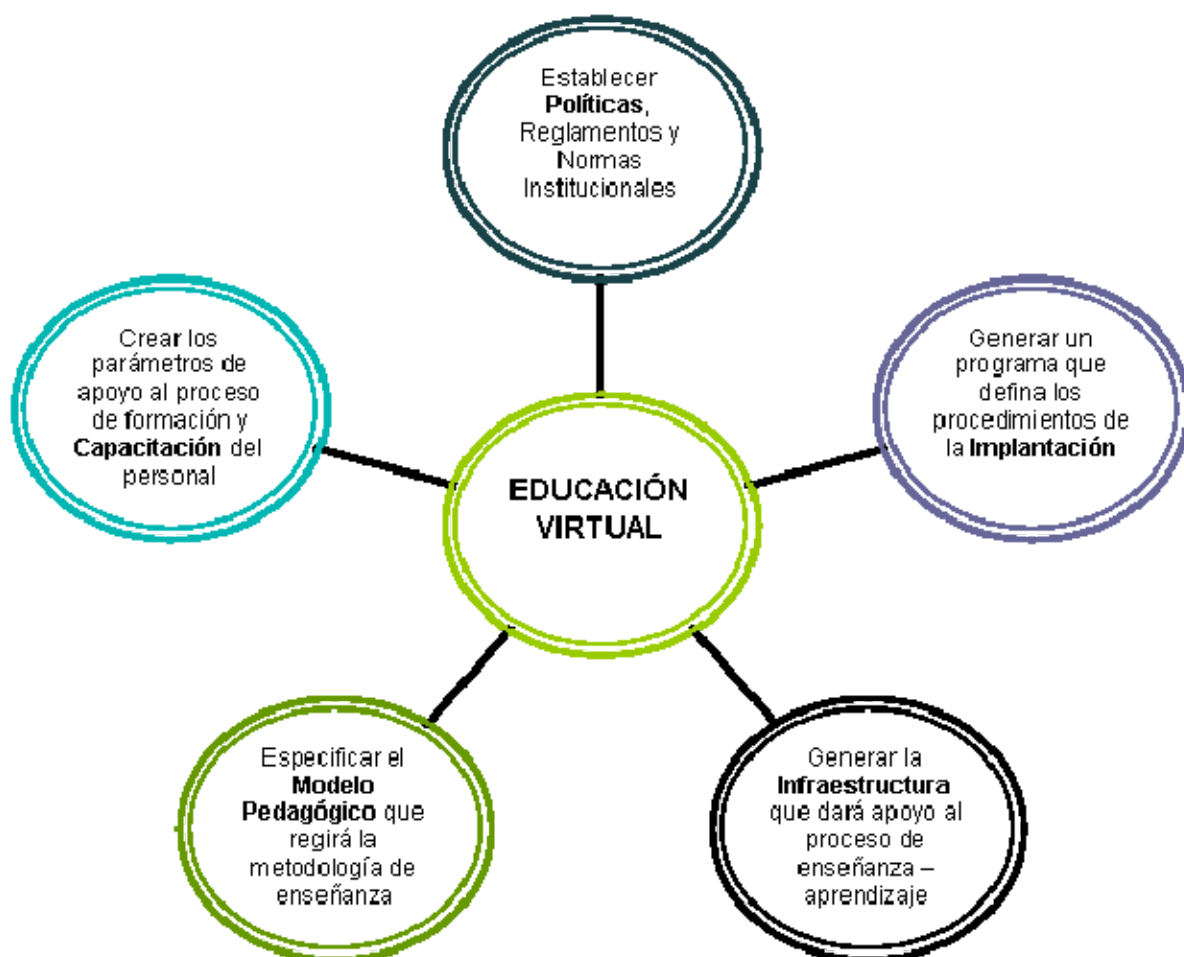 Establecer
Políticas,
Reglamentos y
Normas
Institucionales
Crear los
parámetros de
apoyo al proceso
de formación y
Capacitación del
personal
Generar un
programa que
defina los
procedimientos de
la Implantación
EDUCACIÓN
VIRTUAL
Especificar el
Modelo
Pedagógico que
regirá la
metodología de
enseñanza
Generar la
Infraestructura
que dará apoyo al
proceso de
enseñanza –
aprendizaje